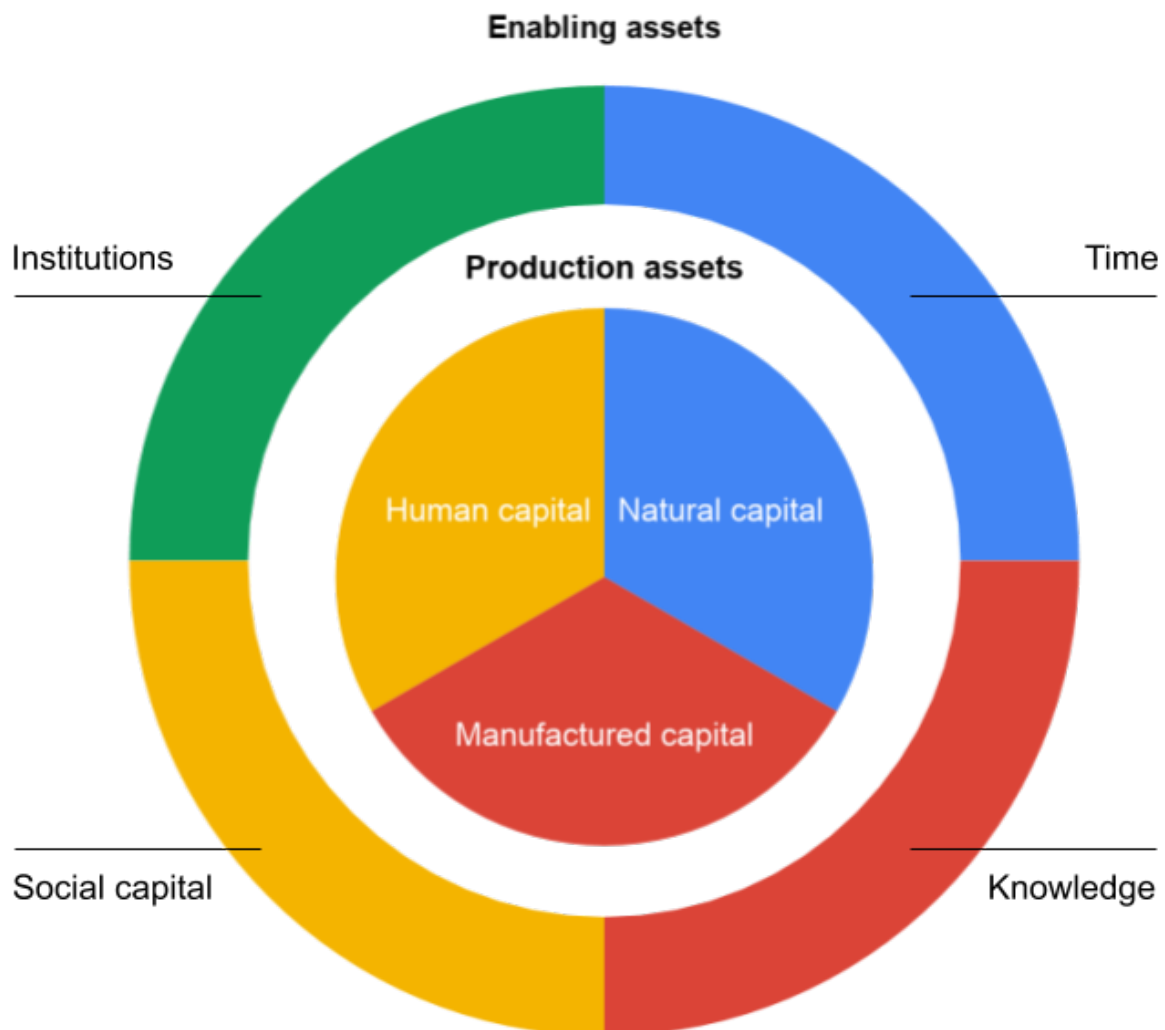 Enabling assets
Institutions
Time
Production assets
Human capital
Natural capital
Manufactured capital
Social capital
Knowledge